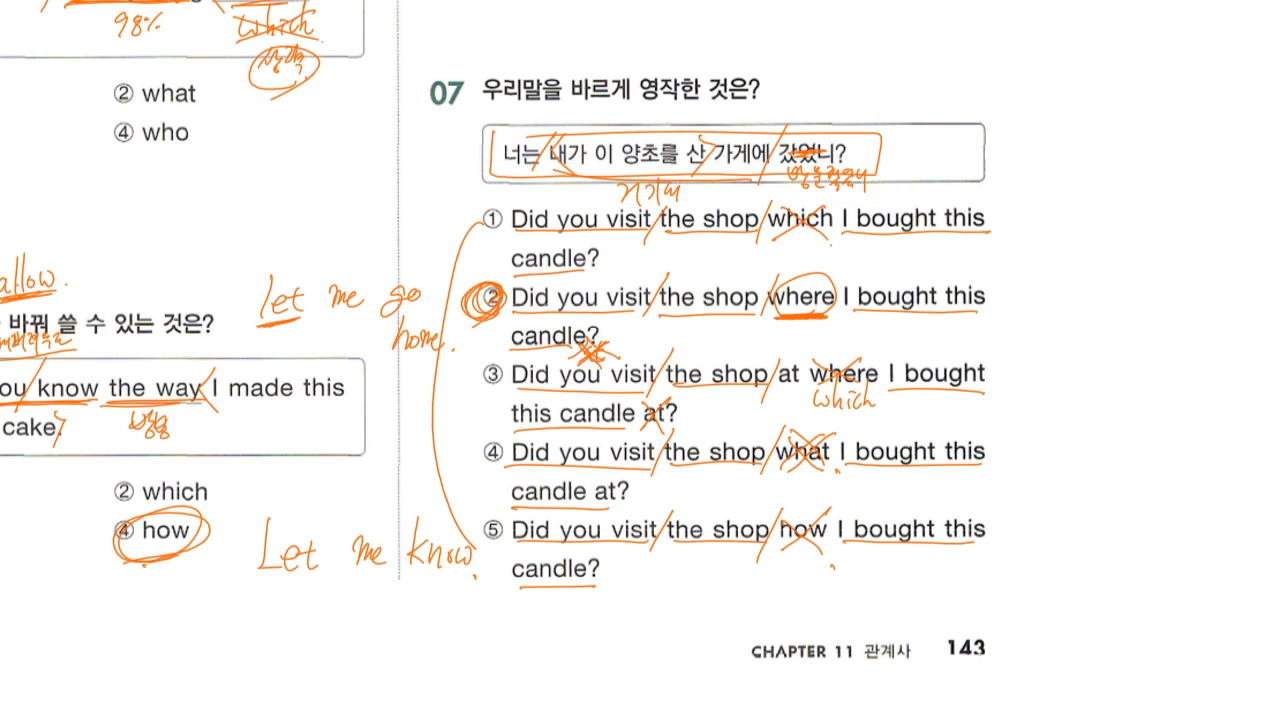 98% which
생략
② what
④ who
allow.
바꿔 쓸 수 있는 것은?
ou know the way I made this
방법
cake.
② which
④ how
let me go
home.
Let me know.
07 우리말을 바르게 영작한 것은?
너는 내가 이 양초를 산 가게에 갔었니?
거기서
① Did you visit the shop which I bought this
candle?
② Did you visit the shop where I bought this
candle?
③ Did you visit the shop at where I bought
which
this candle at?
④ Did you visit the shop what I bought this
candle at?
⑤ Did you visit the shop how I bought this
candle?
CHAPTER 11 관계사 143